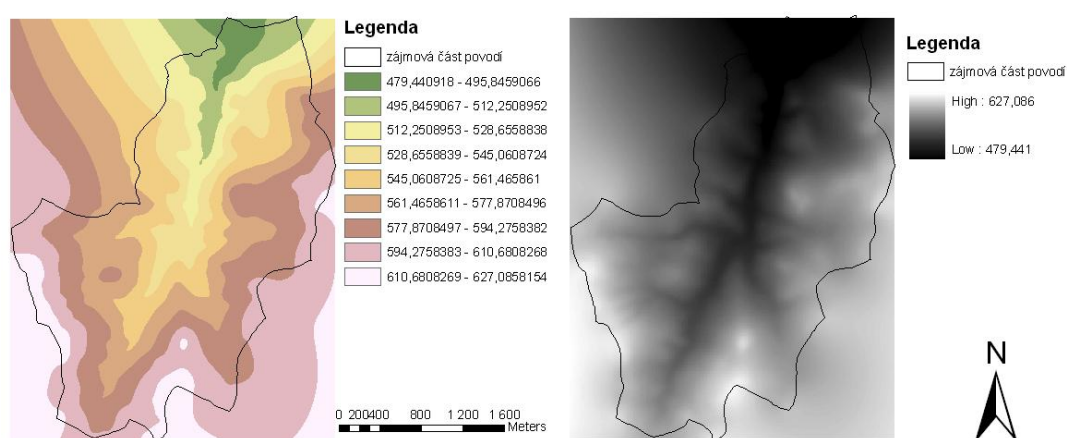 Legenda
zájmová část povodí
479,440918 - 495,8459066
495,8459067 - 512,2508952
512,2508953 - 528,6558838
528,6558839 - 545,0608724
545,0608725 - 561,465861
561,4658611 - 577,8708496
577,8708497 - 594,2758382
594,2758383 - 610,6808268
610,6808269 - 627,0858154
0 200400 800 1 200 1 600
Meters
Legenda
zájmová část povodí
High : 627,086
Low : 479,441
N